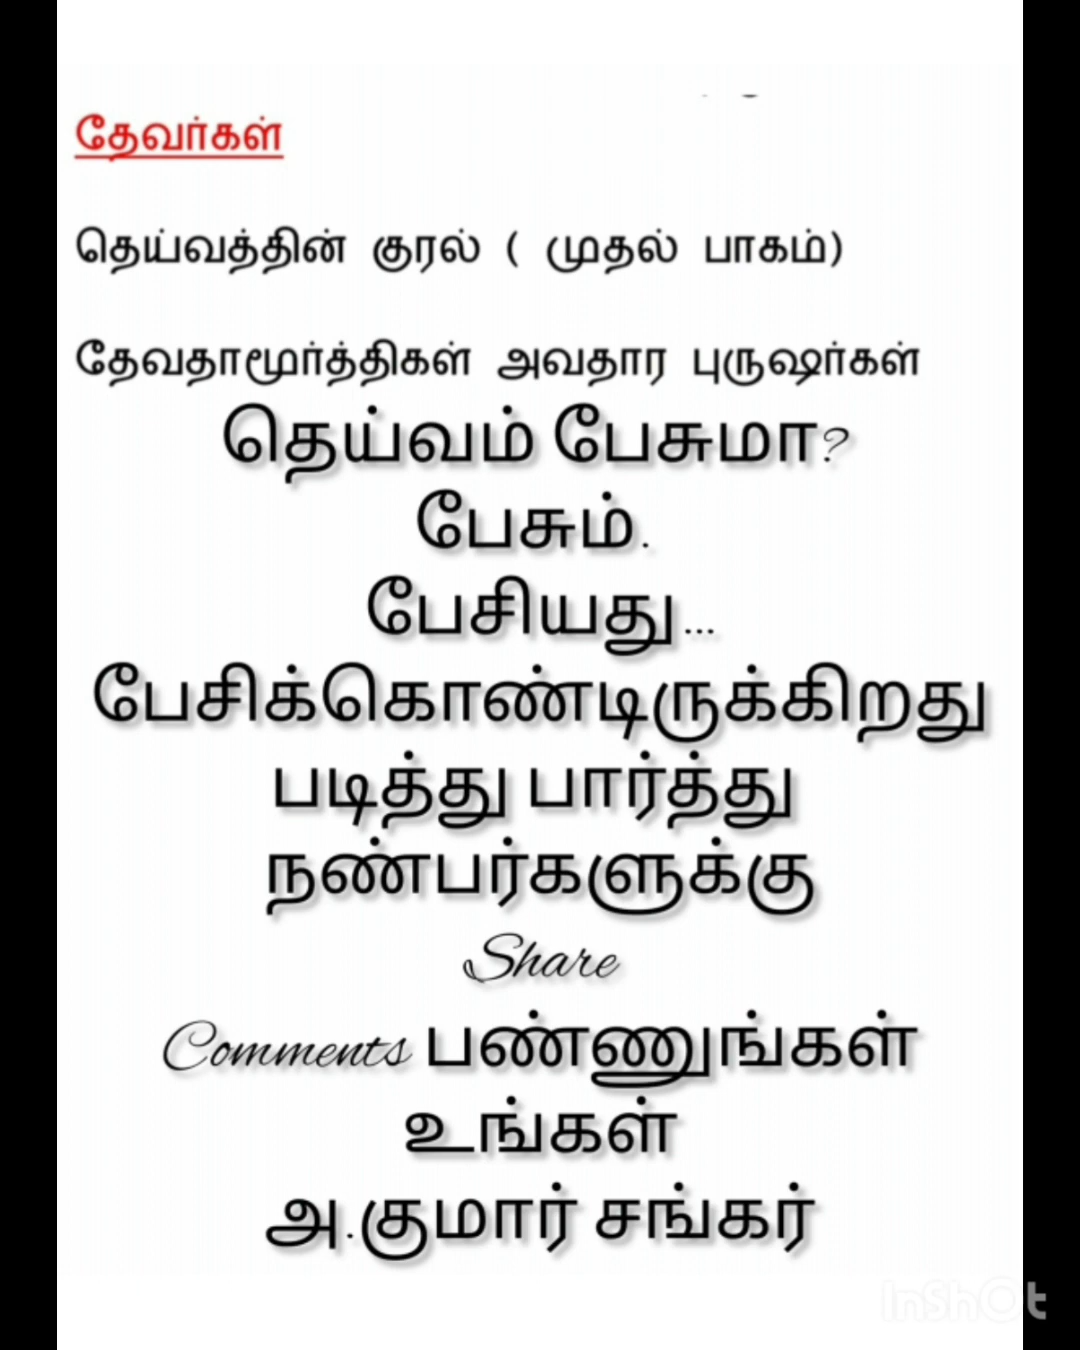 தேவர்கள்
தெய்வத்தின் குரல் ( முதல் பாகம்)
தேவதாமூர்த்திகள் அவதார புருஷர்கள்
தெய்வம் பேசுமா?
பேசும்.
பேசியது...
பேசிக்கொண்டிருக்கிறது
படித்து பார்த்து
நண்பர்களுக்கு
Share
Comments பண்ணுங்கள்
உங்கள்
அ.குமார் சங்கர்
InShOt